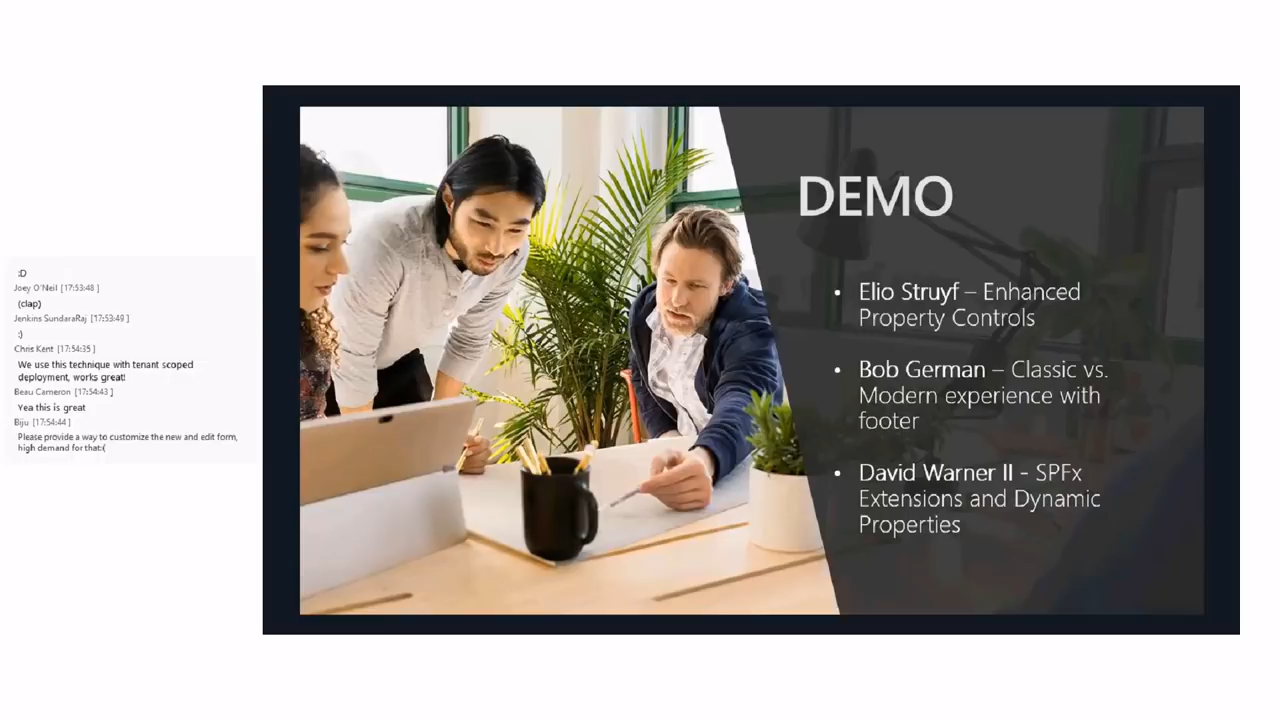 :D
Joey O'Neil [17:53:48 ]
(clap)
Jenkins SundaraRaj [17:53:49 ]
:)
Chris Kent [17:54:35 ]
We use this technique with tenant scoped
deployment, works great!
Beau Cameron [17:54:43 ]
Yea this is great
Biju [17:54:44 ]
Please provide a way to customize the new and edit form,
high demand for that:(
DEMO
• Elio Struyf – Enhanced
Property Controls
• Bob German – Classic vs.
Modern experience with
footer
• David Warner II - SPFx
Extensions and Dynamic
Properties